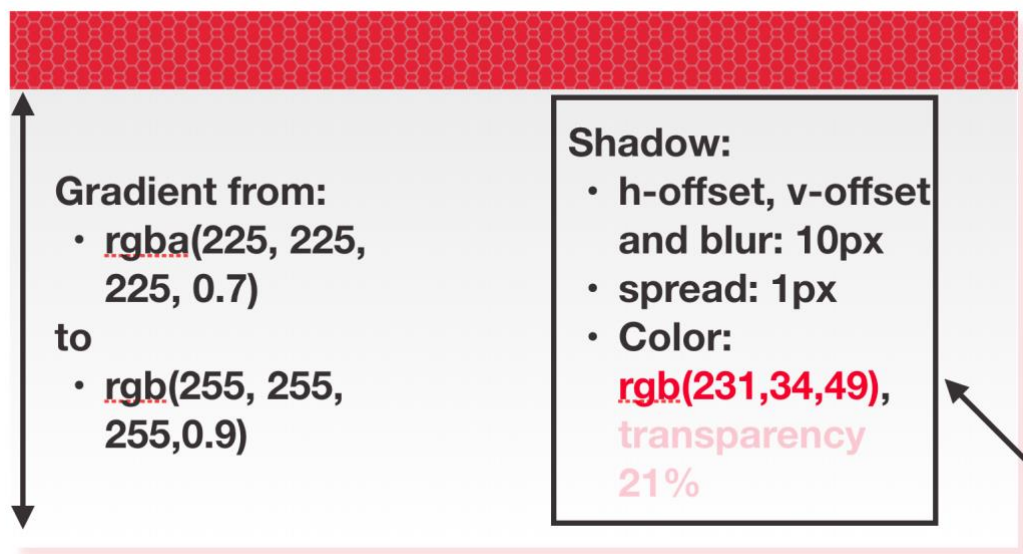 Gradient from:
• rgba(225, 225,
225, 0.7)
to
• rgb(255, 255,
255,0.9)
Shadow:
• h-offset, v-offset
and blur: 10px
• spread: 1px
• Color:
rgb(231,34,49),
transparency
21%